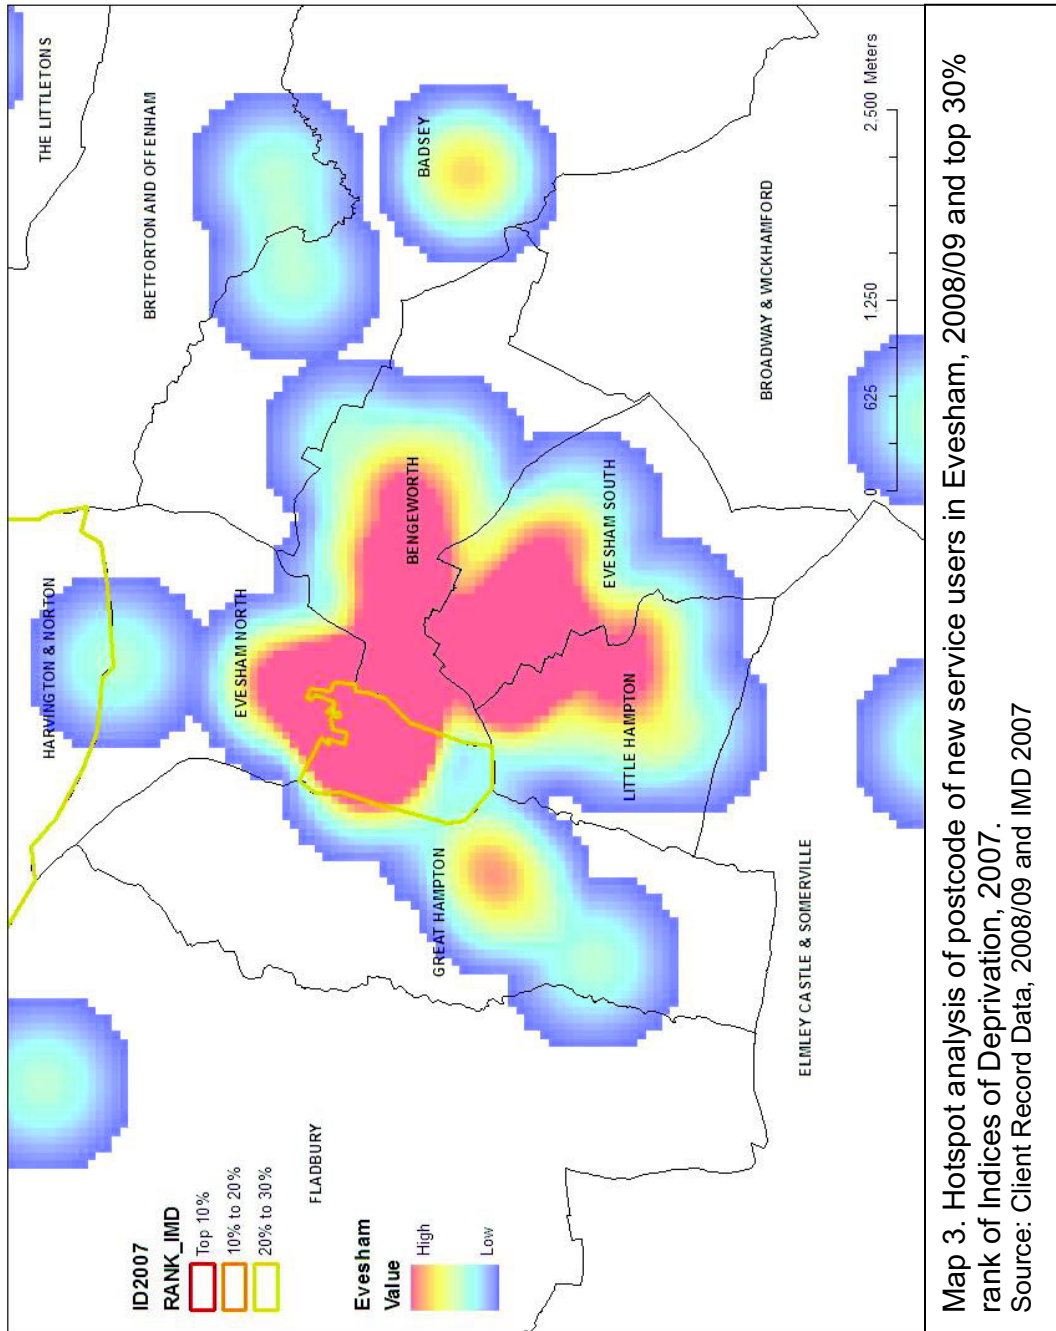 THE LITTLETONS
BRETFORTON AND OFFENHAM
BADSEY
HARVINGTON & NORTON
EVESHAM NORTH
BENGEWORTH
EVESHAM SOUTH
BROADWAY & WICKHAMFORD
GREAT HAMPTON
LITTLE HAMPTON
ELMLEY CASTLE & SOMERVILLE
FLADBURY
ID2007
RANK_IMD
Top 10%
10% to 20%
20% to 30%
Evesham
Value
High
Low
0 625 1,250 2,500 Meters
Map 3. Hotspot analysis of postcode of new service users in Evesham, 2008/09 and top 30%
rank of Indices of Deprivation, 2007.
Source: Client Record Data, 2008/09 and IMD 2007